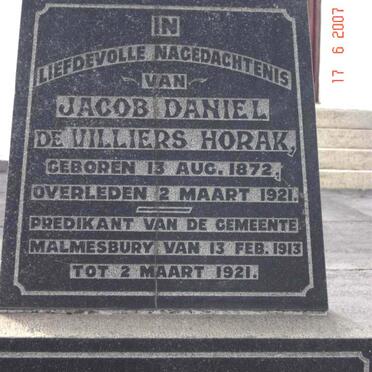 IN
LIEFDEVOLLE NAGEDACHTENIS
VAN
JACOB DANIEL
DE VILLIERS HORAK,
GEBOREN 13 AUG. 1872,
OVERLEDEN 2 MAART 1921.
PREDIKANT VAN DE GEMEENTE
MALMESBURY VAN 13 FEB. 1913
TOT 2 MAART 1921.
17 6 2007